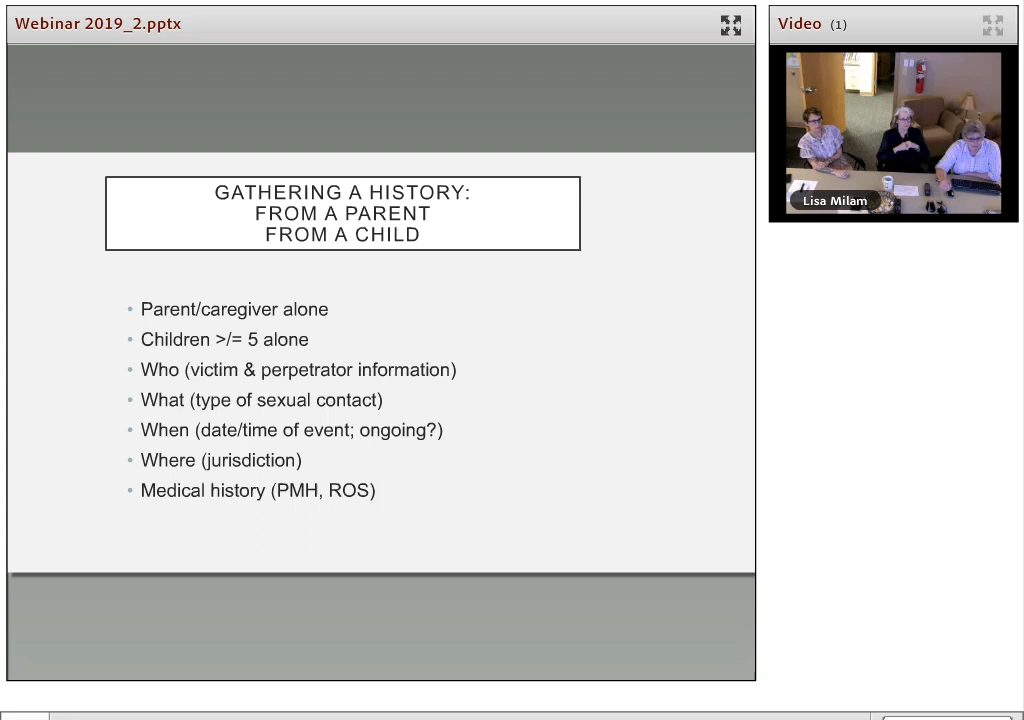 Webinar 2019_2.pptx
Video (1)
GATHERING A HISTORY:
FROM A PARENT
FROM A CHILD
• Parent/caregiver alone
• Children >/= 5 alone
• Who (victim & perpetrator information)
• What (type of sexual contact)
• When (date/time of event; ongoing?)
• Where (jurisdiction)
• Medical history (PMH, ROS)
Lisa Milam